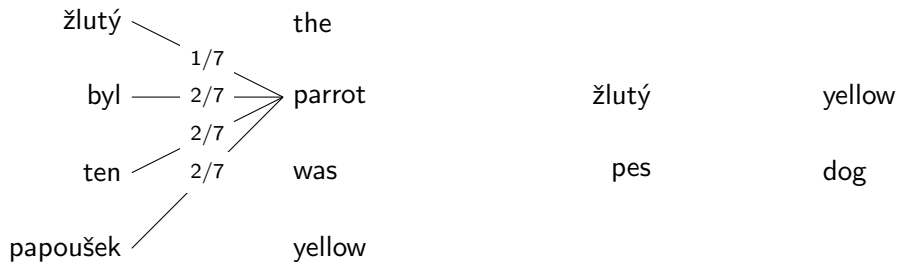 žlutý the
1/7
byl 2/7 parrot žlutý yellow
2/7
ten 2/7 was pes dog
papoušek yellow